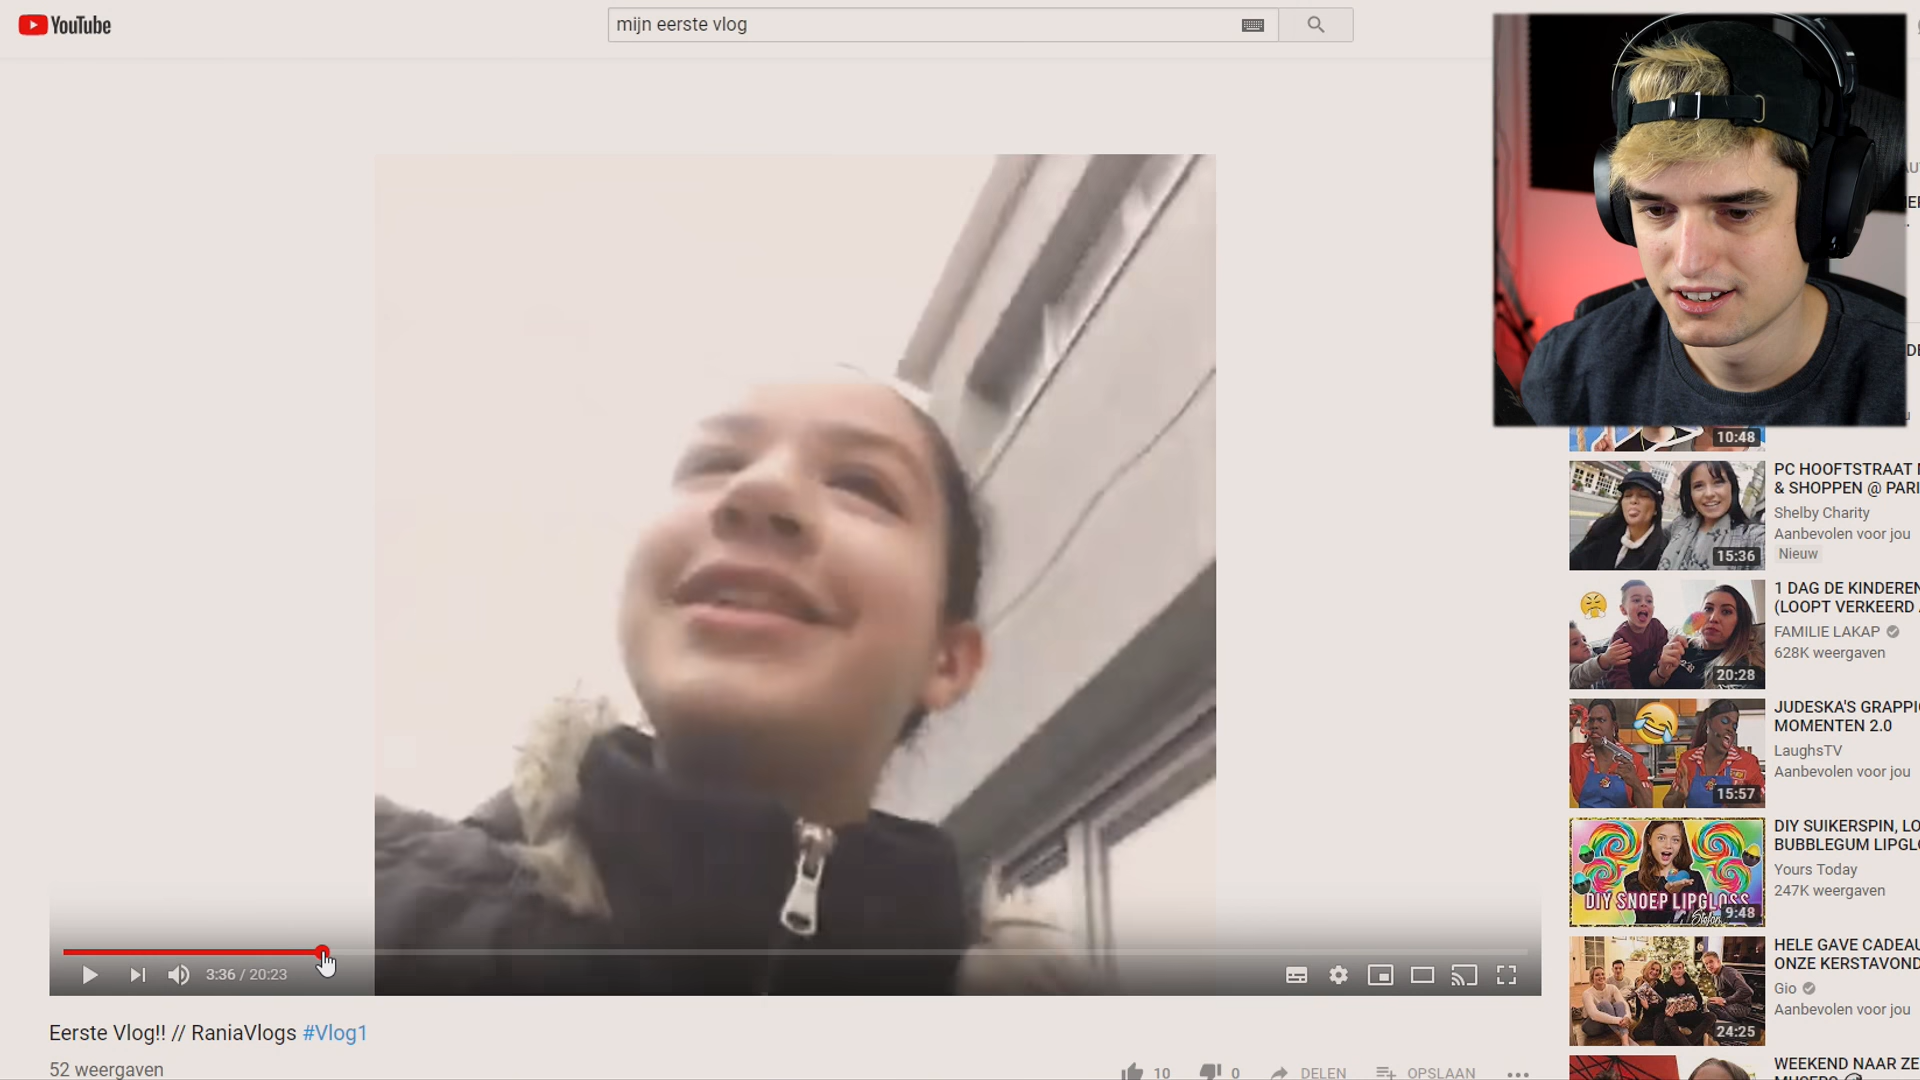 YouTube
mijn eerste vlog
10:48
PC HOOFTSTRAAT
& SHOPPEN @ PARI
Shelby Charity
Aanbevolen voor jou
Nieuw
15:36
1 DAG DE KINDEREN
(LOOPT VERKEERD
FAMILIE LAKAP
628K weergaven
20:28
JUDESKA'S GRAPPI
MOMENTEN 2.0
LaughsTV
Aanbevolen voor jou
15:57
DIY SUIKERSPIN, LO
BUBBLEGUM LIPGL
Yours Today
247K weergaven
DIY SNOEP LIPGLOSS
9:48
HELE GAVE CADEAU
ONZE KERSTAVOND
Gio
Aanbevolen voor jou
24:25
WEEKEND NAAR ZE
3:36 / 20:23
Eerste Vlog!! // RaniaVlogs #Vlog1
52 weergaven
10
0
DELEN
OPSLAAN